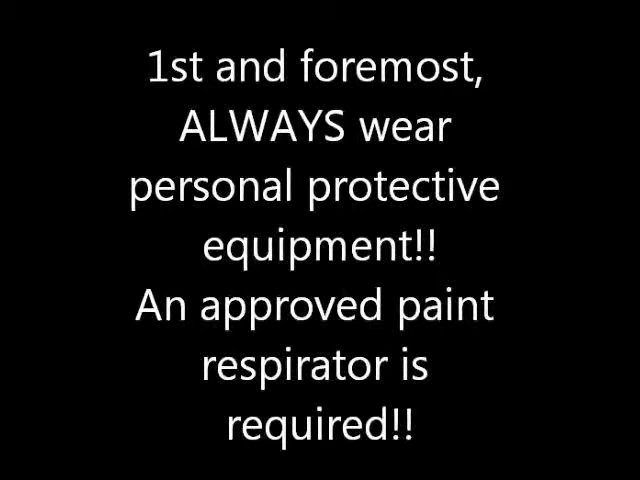 1st and foremost,
ALWAYS wear
personal protective
equipment!!
An approved paint
respirator is
required!!